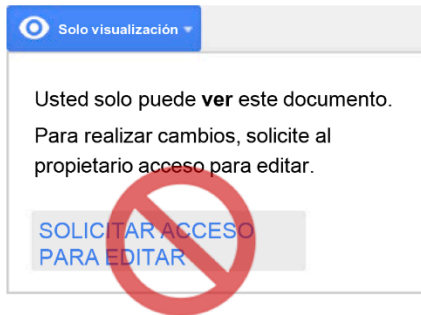 Solo visualización
Usted solo puede ver este documento.
Para realizar cambios, solicite al
propietario acceso para editar.
SOLICITAR ACCESO
PARA EDITAR